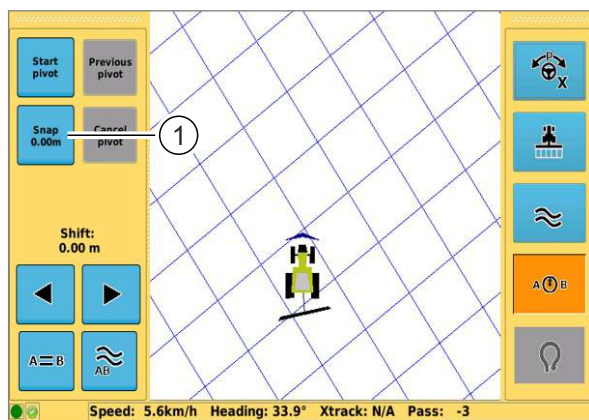 Start
pivot
Previous
pivot
Snap
0.00m
Cancel
pivot
1
Shift:
0.00 m
A=B
AB
P
X
A B
Speed: 5.6km/h Heading: 33.9° Xtrack: N/A Pass: -3